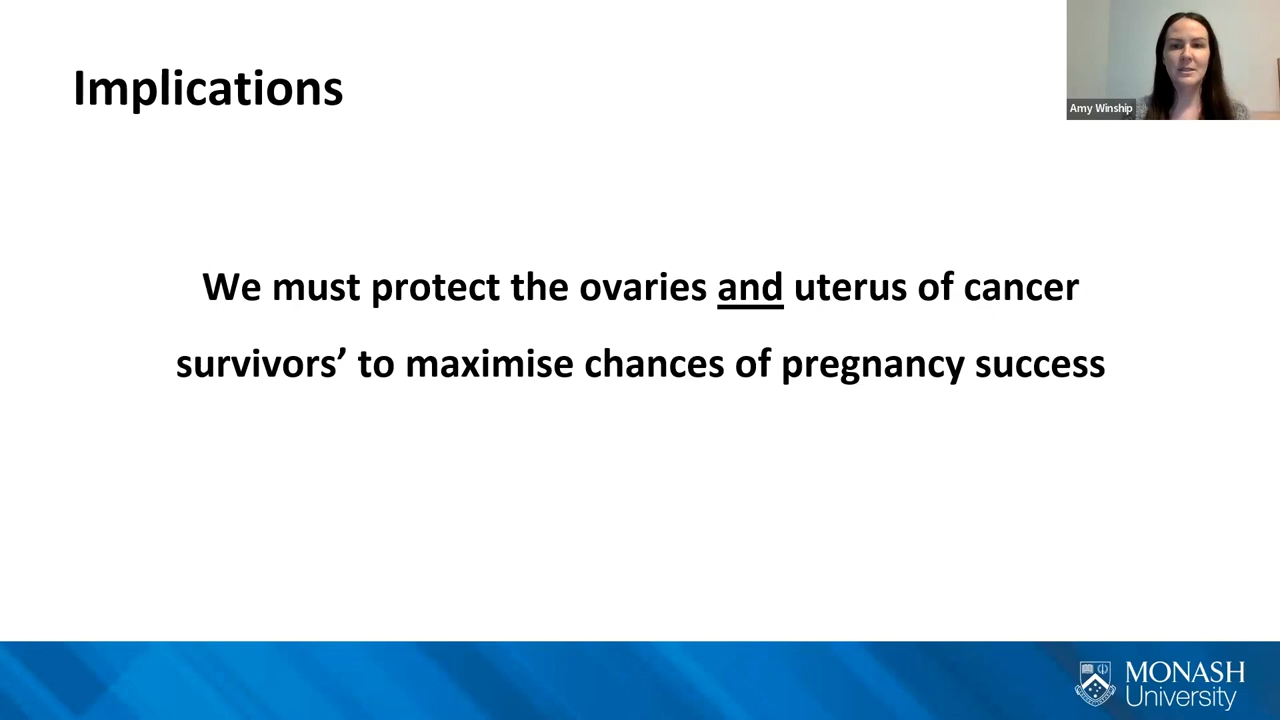 Implications
Amy Winship
We must protect the ovaries and uterus of cancer
survivors’ to maximise chances of pregnancy success
MONASH
University